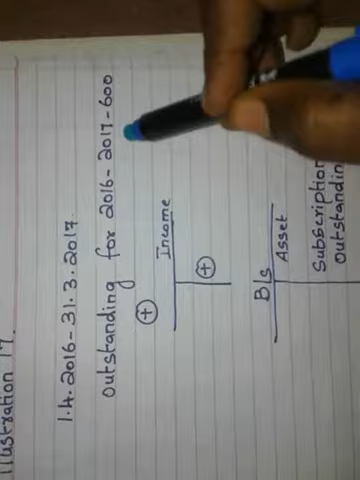 Illustration 17
1.4.2016-31.3.2017
Outstanding for 2016-2017-600
+
Income
+
B/s
Asset
Subscription
Outstandin